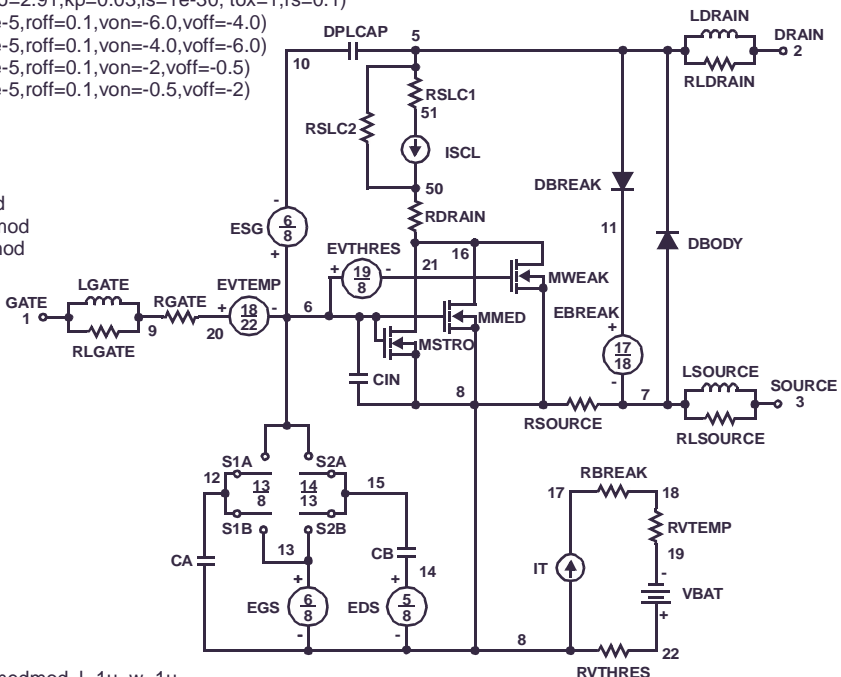 o=2.91,kp=0.03,is=1e-30, tox=1,rs=0.1)
e-5,roff=0.1,von=-6.0,voff=-4.0)
e-5,roff=0.1,von=-4.0,voff=-6.0)
e-5,roff=0.1,von=-2,voff=-0.5)
e-5,roff=0.1,von=-0.5,voff=-2)
d
nod
nod
LDRAIN
DPLCAP 5
DRAIN
2
10
RLDRAIN
RSLC1
51
RSLC2
ISCL
50
DBREAK
RDRAIN
11
DBODY
-
ESG 6
8
+
EVTHRES
+ 19 -
8
16
21
MWEAK
LGATE
GATE
1
RGATE
EVTEMP
+ 18 -
22
6
EBREAK
+
17
18
-
MMED
9
20
RLGATE
MSTRO
CIN
8
LSOURCE
7
SOURCE
3
RSOURCE
RLSOURCE
S1A
S2A
12
13
8
14
13
15
S1B
S2B
13
CA
CB
+
+
14
EGS 6
8
EDS 5
8
-
-
RBREAK
17
18
RVTEMP
19
IT
-
VBAT
+
8
22
RVTHRES